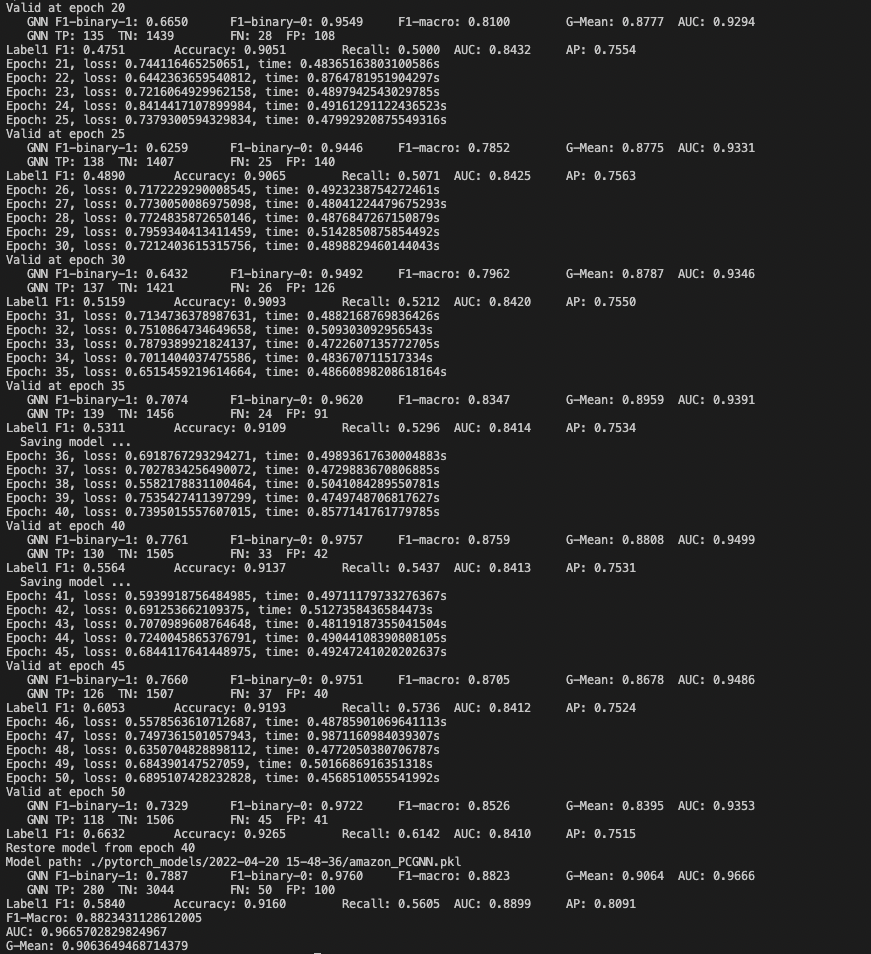 Valid at epoch 20
GNN F1-binary-1: 0.6650 F1-binary-0: 0.9549 F1-macro: 0.8100 G-Mean: 0.8777 AUC: 0.9294
GNN TP: 135 TN: 1439 FN: 28 FP: 108
Label1 F1: 0.4751 Accuracy: 0.9051 Recall: 0.5000 AUC: 0.8432 AP: 0.7554
Epoch: 21, loss: 0.744116465250651, time: 0.48365163803100586s
Epoch: 22, loss: 0.6442363659540812, time: 0.8764781951904297s
Epoch: 23, loss: 0.7216064929962158, time: 0.4897942543029785s
Epoch: 24, loss: 0.8414417107899984, time: 0.49161291122436523s
Epoch: 25, loss: 0.7379300594329834, time: 0.47992920875549316s
Valid at epoch 25
GNN F1-binary-1: 0.6259 F1-binary-0: 0.9446 F1-macro: 0.7852 G-Mean: 0.8775 AUC: 0.9331
GNN TP: 138 TN: 1407 FN: 25 FP: 140
Label1 F1: 0.4890 Accuracy: 0.9065 Recall: 0.5071 AUC: 0.8425 AP: 0.7563
Epoch: 26, loss: 0.7172229290008545, time: 0.4923238754272461s
Epoch: 27, loss: 0.7730050086975098, time: 0.48041224479675293s
Epoch: 28, loss: 0.7724835872650146, time: 0.4876847267150879s
Epoch: 29, loss: 0.7959340413411459, time: 0.5142850875854492s
Epoch: 30, loss: 0.7212403615315756, time: 0.4898829460144043s
Valid at epoch 30
GNN F1-binary-1: 0.6432 F1-binary-0: 0.9492 F1-macro: 0.7962 G-Mean: 0.8787 AUC: 0.9346
GNN TP: 137 TN: 1421 FN: 26 FP: 126
Label1 F1: 0.5159 Accuracy: 0.9093 Recall: 0.5212 AUC: 0.8420 AP: 0.7550
Epoch: 31, loss: 0.7134736378987631, time: 0.4882168769836426s
Epoch: 32, loss: 0.7510864734649658, time: 0.509303092956543s
Epoch: 33, loss: 0.7879389921824137, time: 0.4722607135772705s
Epoch: 34, loss: 0.7011404037475586, time: 0.483670711517334s
Epoch: 35, loss: 0.6515459219614664, time: 0.48660898208618164s
Valid at epoch 35
GNN F1-binary-1: 0.7074 F1-binary-0: 0.9620 F1-macro: 0.8347 G-Mean: 0.8959 AUC: 0.9391
GNN TP: 139 TN: 1456 FN: 24 FP: 91
Label1 F1: 0.5311 Accuracy: 0.9109 Recall: 0.5296 AUC: 0.8414 AP: 0.7534
Saving model ...
Epoch: 36, loss: 0.6918767293294271, time: 0.49893617630004883s
Epoch: 37, loss: 0.7027834256490072, time: 0.4729883670806885s
Epoch: 38, loss: 0.5582178831100464, time: 0.5041084289550781s
Epoch: 39, loss: 0.7535427411397299, time: 0.4749748706817627s
Epoch: 40, loss: 0.7395015557607015, time: 0.8577141761779785s
Valid at epoch 40
GNN F1-binary-1: 0.7761 F1-binary-0: 0.9757 F1-macro: 0.8759 G-Mean: 0.8808 AUC: 0.9499
GNN TP: 130 TN: 1505 FN: 33 FP: 42
Label1 F1: 0.5564 Accuracy: 0.9137 Recall: 0.5437 AUC: 0.8413 AP: 0.7531
Saving model ...
Epoch: 41, loss: 0.5939918756484985, time: 0.49711179733276367s
Epoch: 42, loss: 0.691253662109375, time: 0.5127358436584473s
Epoch: 43, loss: 0.7070989608764648, time: 0.48119187355041504s
Epoch: 44, loss: 0.7240045865376791, time: 0.49044108390808105s
Epoch: 45, loss: 0.6844117641448975, time: 0.49247241020202637s
Valid at epoch 45
GNN F1-binary-1: 0.7660 F1-binary-0: 0.9751 F1-macro: 0.8705 G-Mean: 0.8678 AUC: 0.9486
GNN TP: 126 TN: 1507 FN: 37 FP: 40
Label1 F1: 0.6053 Accuracy: 0.9193 Recall: 0.5736 AUC: 0.8412 AP: 0.7524
Epoch: 46, loss: 0.5578563610712687, time: 0.48785901069641113s
Epoch: 47, loss: 0.7497361501057943, time: 0.9871160984039307s
Epoch: 48, loss: 0.6350704828898112, time: 0.4772050380706787s
Epoch: 49, loss: 0.684390147527059, time: 0.5016686916351318s
Epoch: 50, loss: 0.6895107428232828, time: 0.4568510055541992s
Valid at epoch 50
GNN F1-binary-1: 0.7329 F1-binary-0: 0.9722 F1-macro: 0.8526 G-Mean: 0.8395 AUC: 0.9353
GNN TP: 118 TN: 1506 FN: 45 FP: 41
Label1 F1: 0.6632 Accuracy: 0.9265 Recall: 0.6142 AUC: 0.8410 AP: 0.7515
Restore model from epoch 40
Model path: ./pytorch_models/2022-04-20 15-48-36/amazon_PCGNN.pkl
GNN F1-binary-1: 0.7887 F1-binary-0: 0.9760 F1-macro: 0.8823 G-Mean: 0.9064 AUC: 0.9666
GNN TP: 280 TN: 3044 FN: 50 FP: 100
Label1 F1: 0.5840 Accuracy: 0.9160 Recall: 0.5605 AUC: 0.8899 AP: 0.8091
F1-Macro: 0.8823431128612005
AUC: 0.9665702829824967
G-Mean: 0.9063649468714379